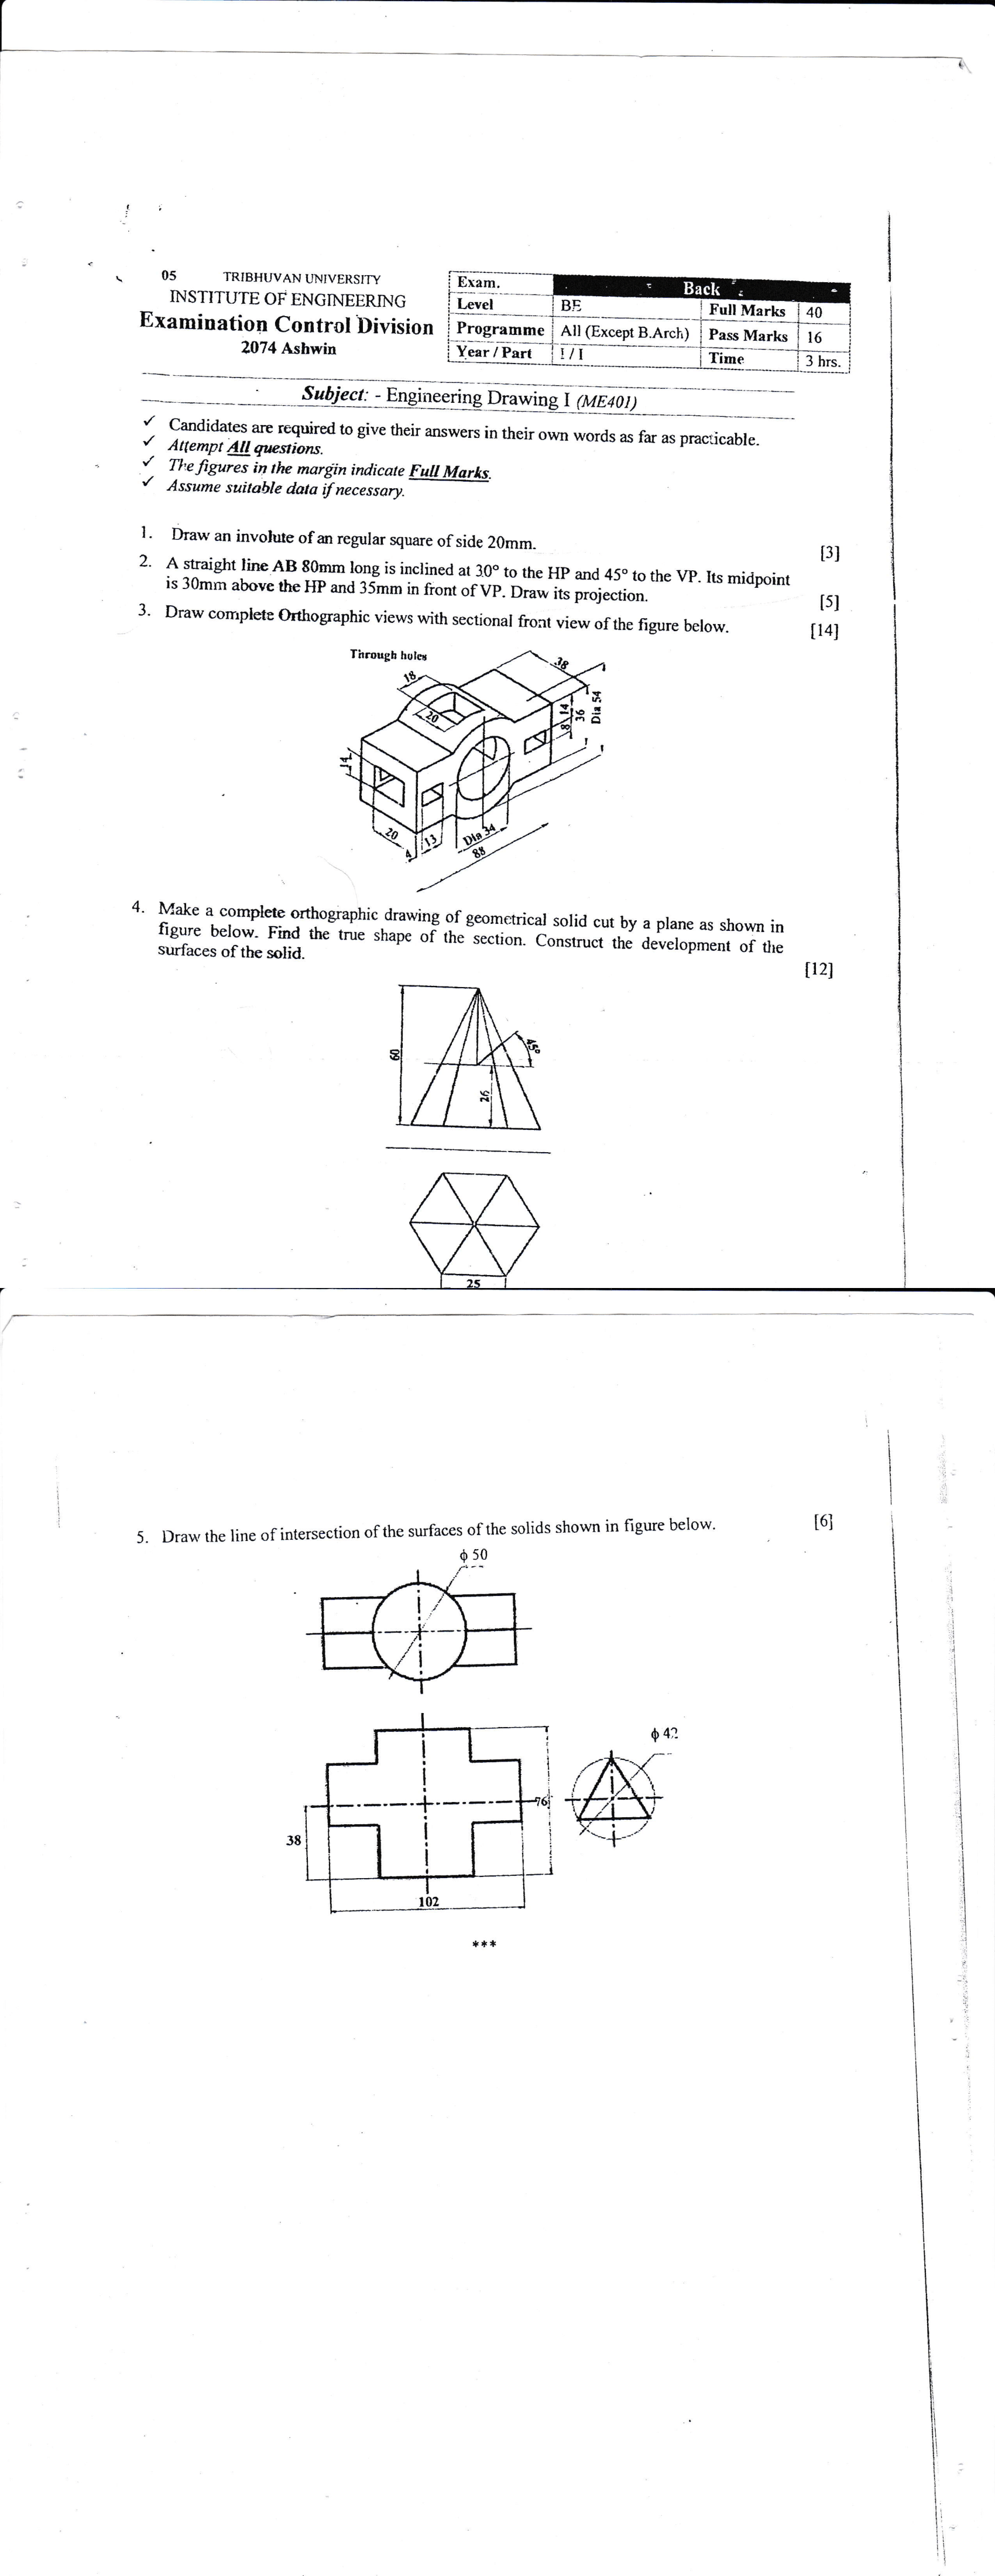 05 TRIBHUVAN UNIVERSITY
INSTITUTE OF ENGINEERING
Examination Control Division
2074 Ashwin
Exam. Back
Level BE Full Marks 40
Programme All (Except B.Arch) Pass Marks 16
Year / Part I / I Time 3 hrs.
Subject: - Engineering Drawing I (ME401)
✓ Candidates are required to give their answers in their own words as far as practicable.
✓ Attempt All questions.
✓ The figures in the margin indicate Full Marks.
✓ Assume suitable data if necessary.
1. Draw an involute of an regular square of side 20mm. [3]
2. A straight line AB 80mm long is inclined at 30° to the HP and 45° to the VP. Its midpoint
is 30mm above the HP and 35mm in front of VP. Draw its projection. [5]
3. Draw complete Orthographic views with sectional front view of the figure below. [14]
Through holes
38
18
20
14
8
36
Dia 54
14
20
4
13
Dia 34
88
4. Make a complete orthographic drawing of geometrical solid cut by a plane as shown in
figure below. Find the true shape of the section. Construct the development of the
surfaces of the solid. [12]
60
45°
26
25
5. Draw the line of intersection of the surfaces of the solids shown in figure below. [6]
ϕ 50
ϕ 42
76
38
102
***